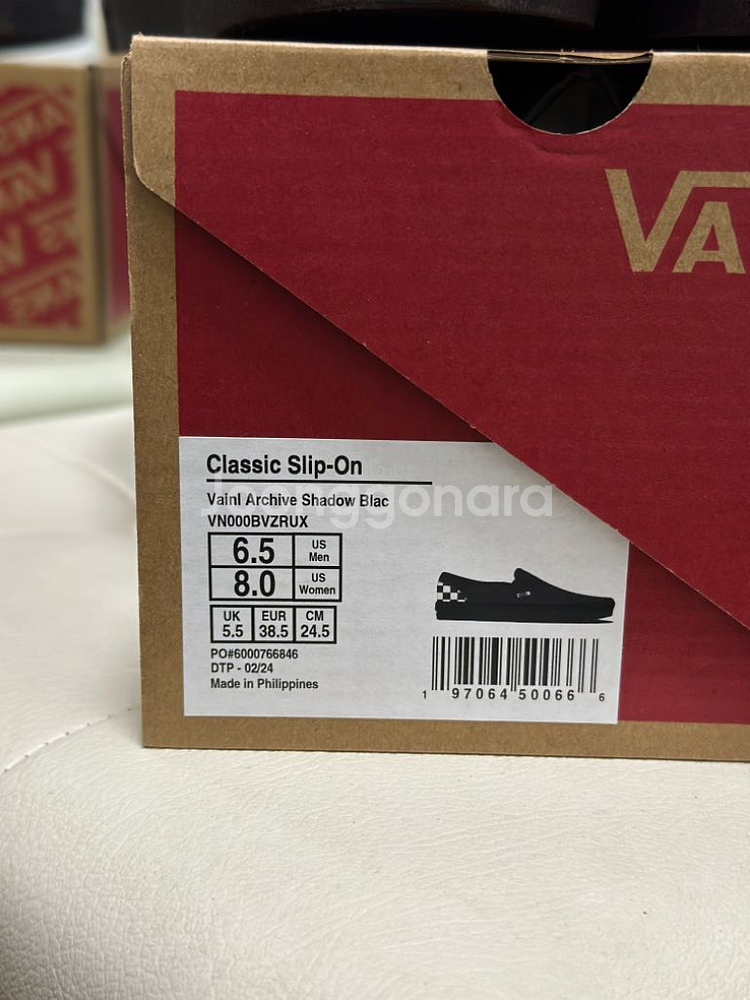 VA
Classic Slip-On
Vainl Archive Shadow Blac
VN000BVZRUX
6.5 US Men
8.0 US Women
UK EUR CM
5.5 38.5 24.5
PO#6000766846
DTP - 02/24
Made in Philippines
1 97064 50066 6
Joonggonara